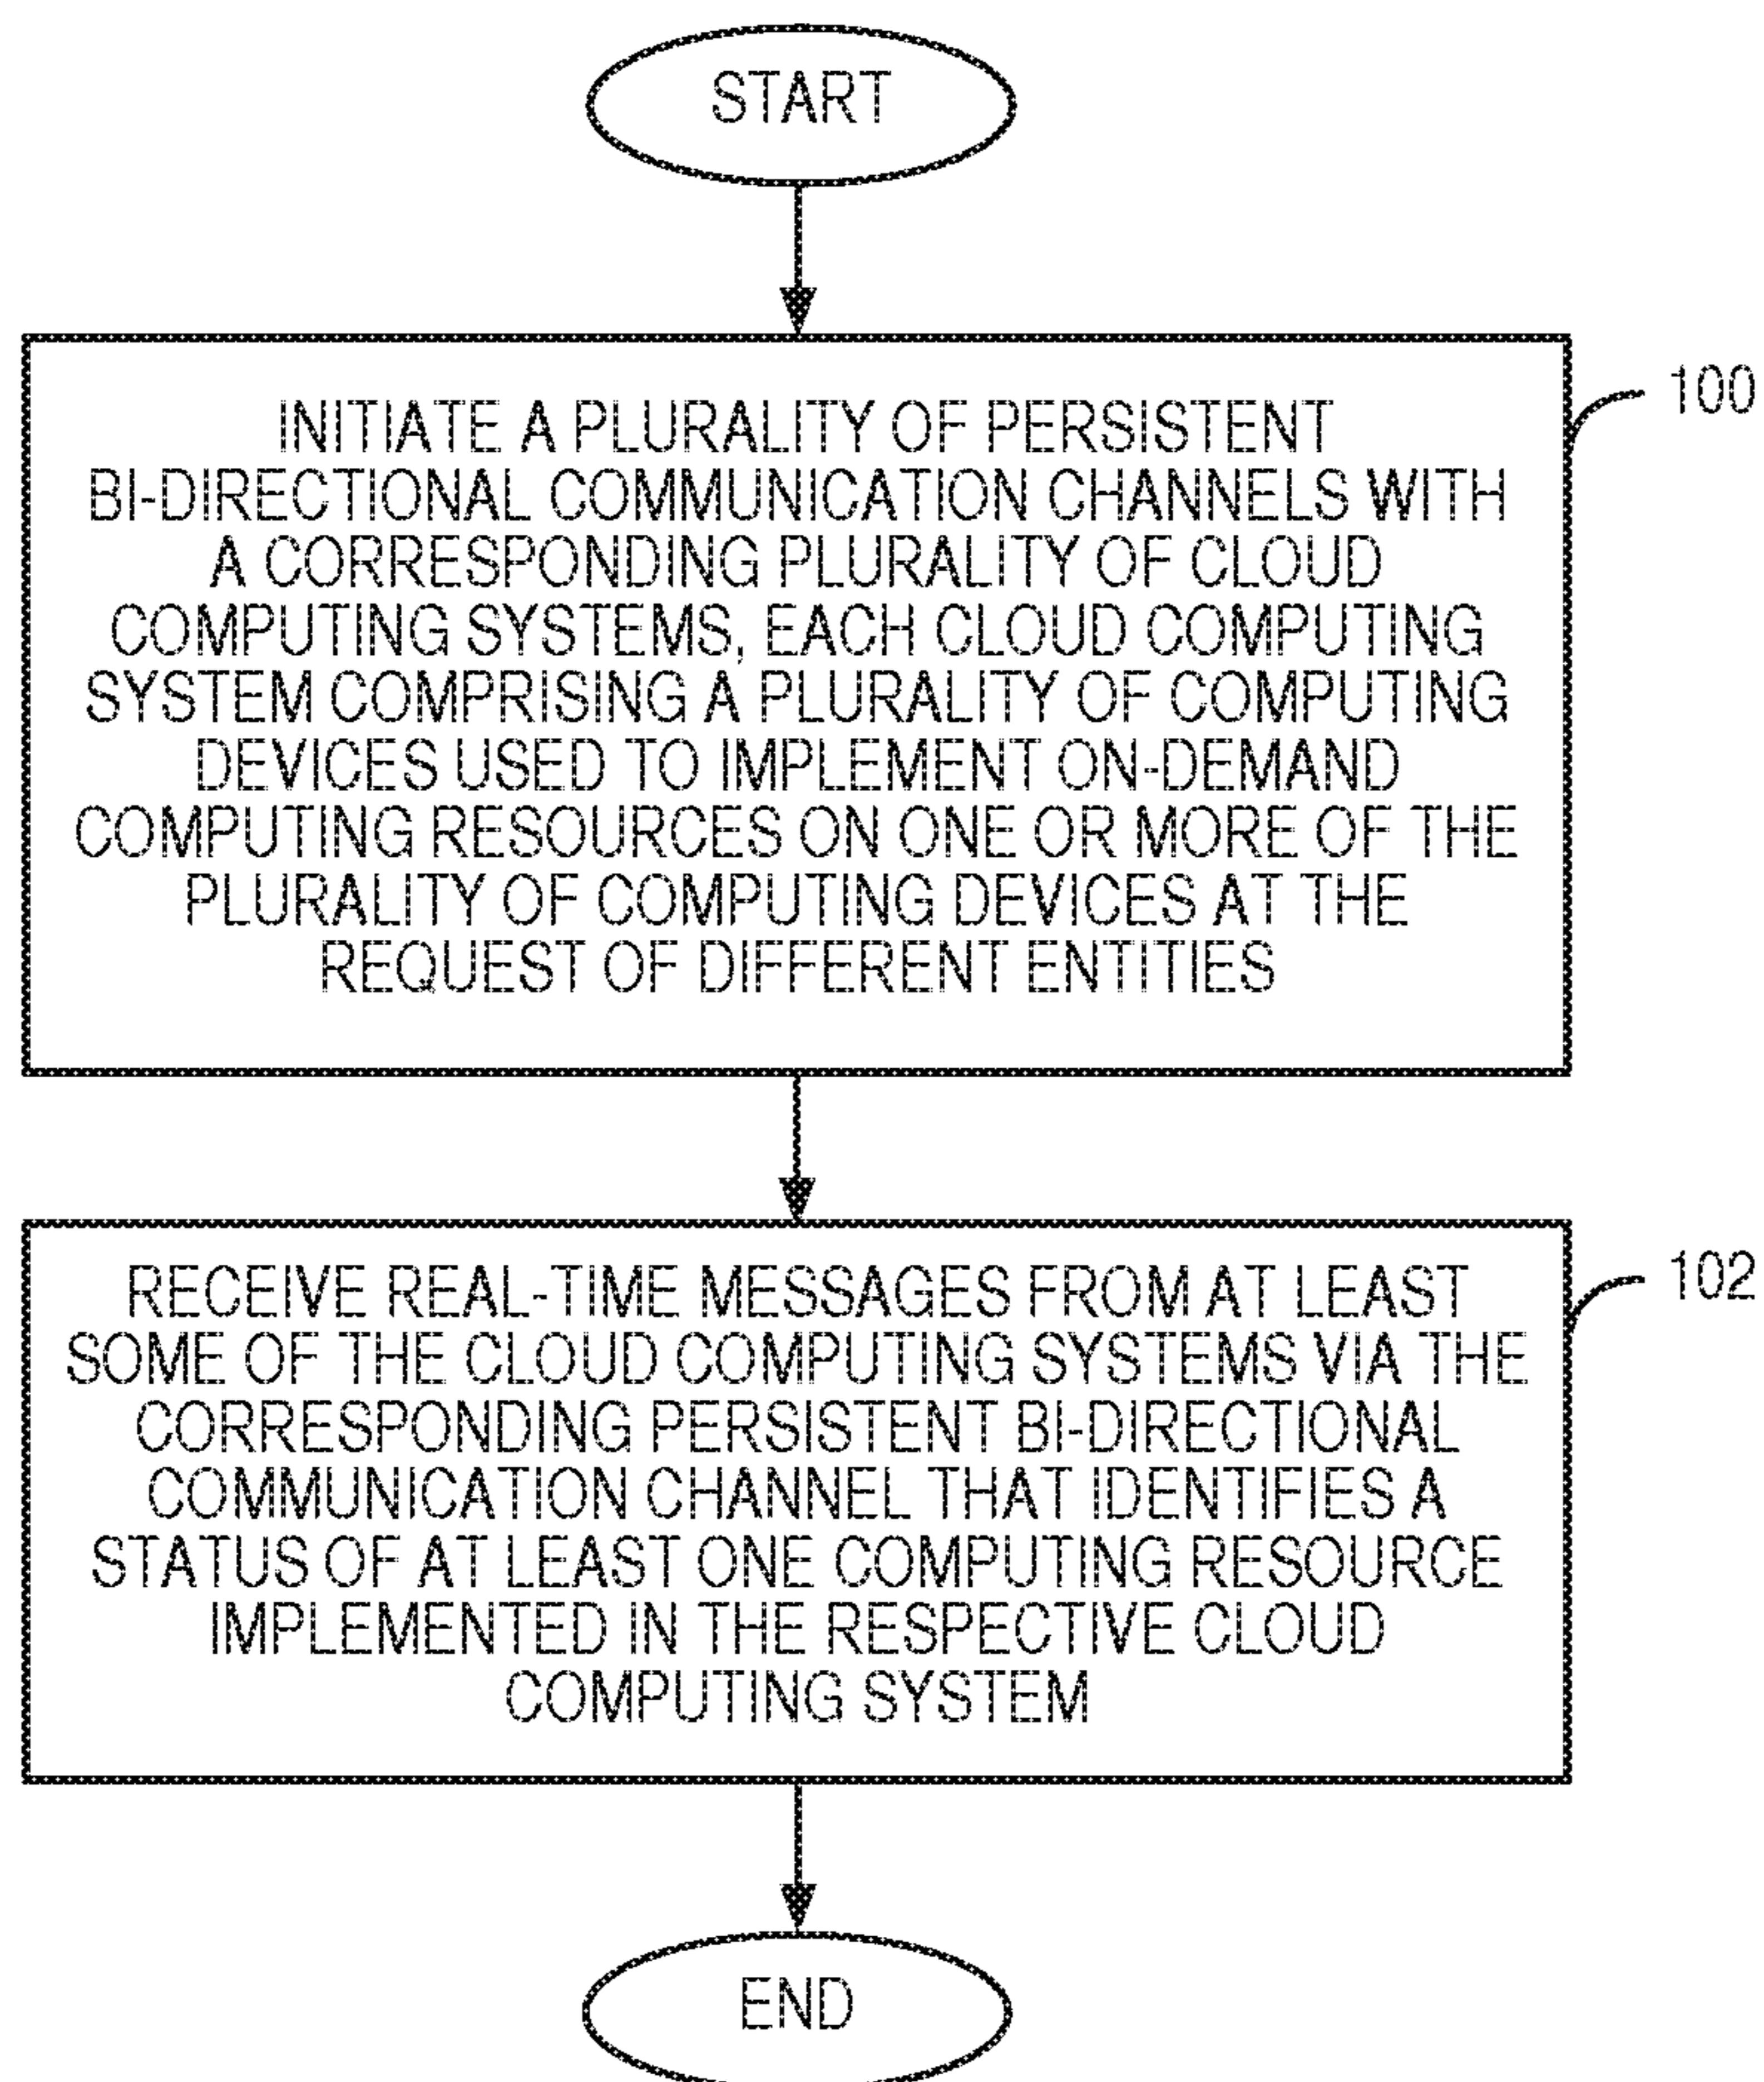 START
100
INITIATE A PLURALITY OF PERSISTENT
BI-DIRECTIONAL COMMUNICATION CHANNELS WITH
A CORRESPONDING PLURALITY OF CLOUD
COMPUTING SYSTEMS, EACH CLOUD COMPUTING
SYSTEM COMPRISING A PLURALITY OF COMPUTING
DEVICES USED TO IMPLEMENT ON-DEMAND
COMPUTING RESOURCES ON ONE OR MORE OF THE
PLURALITY OF COMPUTING DEVICES AT THE
REQUEST OF DIFFERENT ENTITIES
102
RECEIVE REAL-TIME MESSAGES FROM AT LEAST
SOME OF THE CLOUD COMPUTING SYSTEMS VIA THE
CORRESPONDING PERSISTENT BI-DIRECTIONAL
COMMUNICATION CHANNEL THAT IDENTIFIES A
STATUS OF AT LEAST ONE COMPUTING RESOURCE
IMPLEMENTED IN THE RESPECTIVE CLOUD
COMPUTING SYSTEM
END